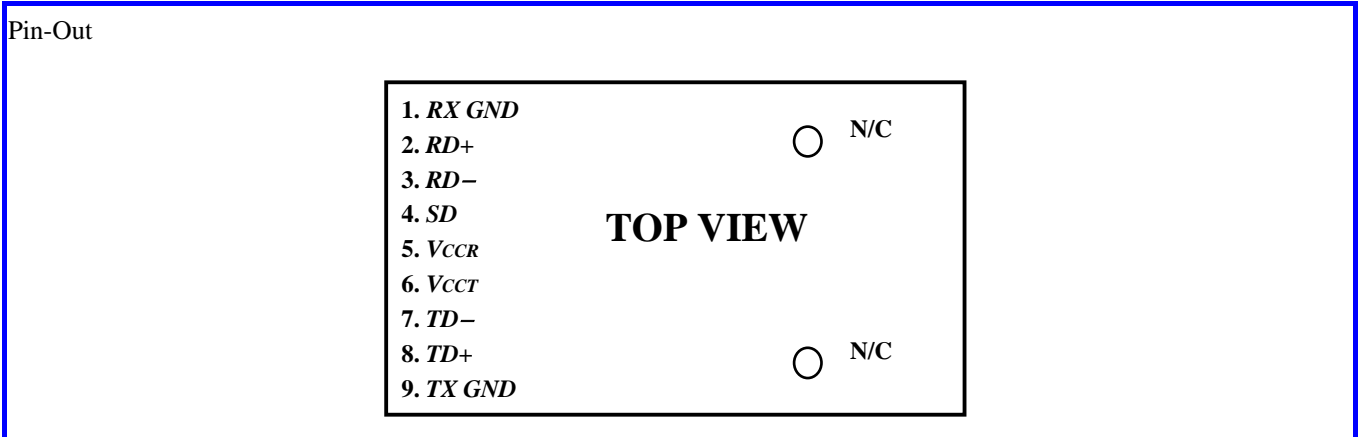 Pin-Out
1. RX GND
N/C
2. RD+
3. RD−
4. SD
TOP VIEW
5. VCCR
6. VCCT
7. TD−
8. TD+
N/C
9. TX GND